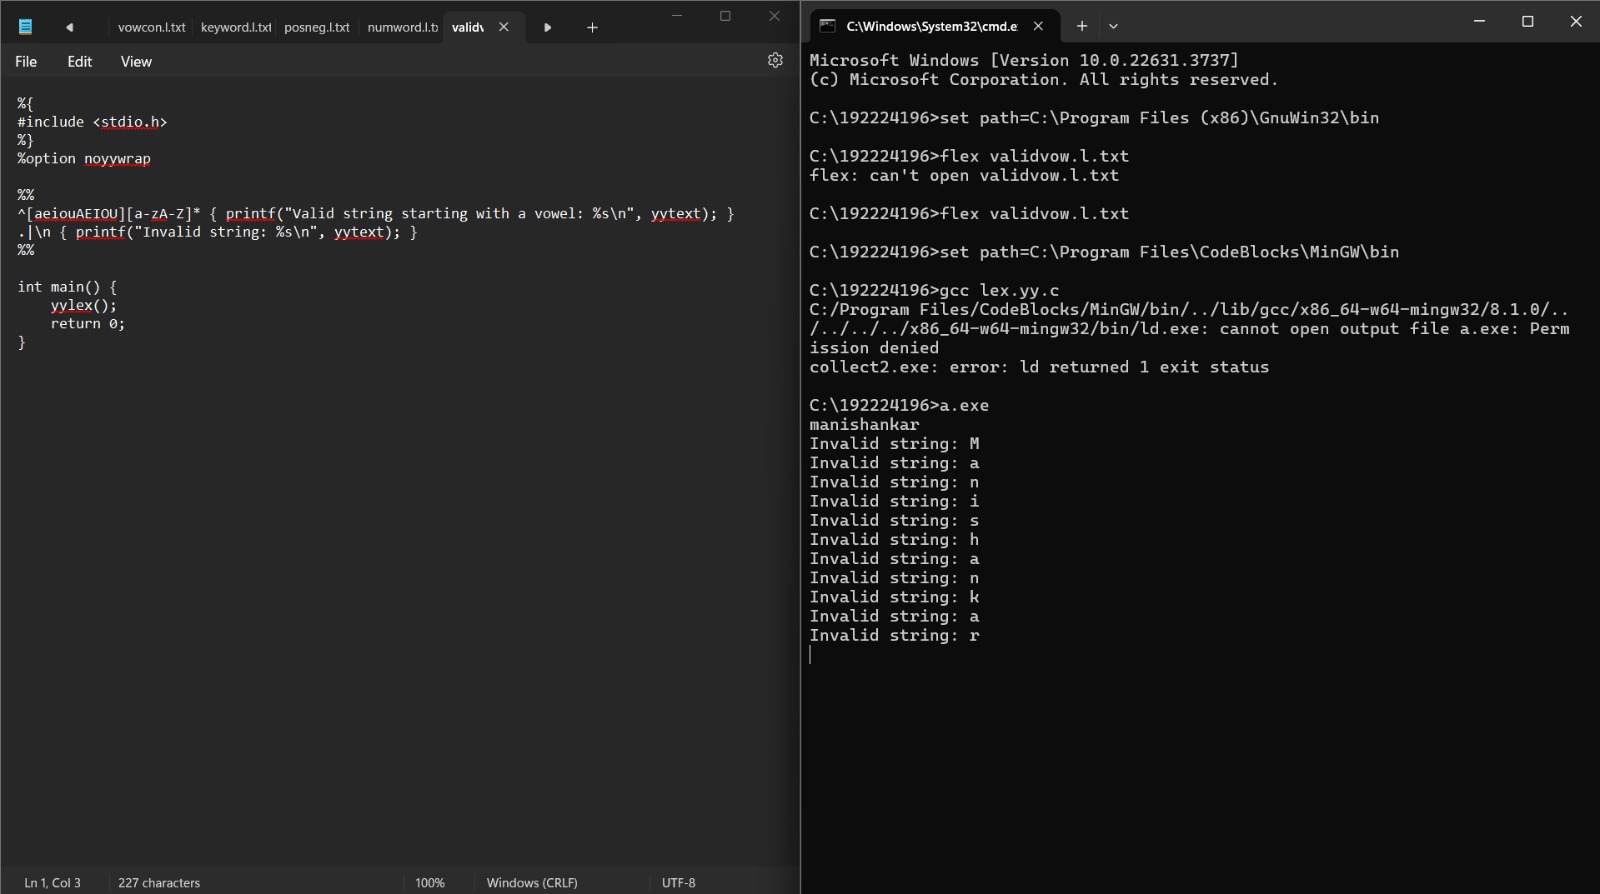 vowcon.l.txt keyword.l.txt posneg.l.txt numword.l.t validv
File Edit View
%{
#include <stdio.h>
%}
%option noyywrap
%%
^[aeiouAEIOU][a-zA-Z]* { printf("Valid string starting with a vowel: %s\n", yytext); }
.|\n { printf("Invalid string: %s\n", yytext); }
%%
int main() {
    yylex();
    return 0;
}
Ln 1, Col 3 227 characters 100% Windows (CRLF) UTF-8
C:\Windows\System32\cmd.e
Microsoft Windows [Version 10.0.22631.3737]
(c) Microsoft Corporation. All rights reserved.
C:\192224196>set path=C:\Program Files (x86)\GnuWin32\bin
C:\192224196>flex validvow.l.txt
flex: can't open validvow.l.txt
C:\192224196>flex validvow.l.txt
C:\192224196>set path=C:\Program Files\CodeBlocks\MinGW\bin
C:\192224196>gcc lex.yy.c
C:/Program Files/CodeBlocks/MinGW/bin/../lib/gcc/x86_64-w64-mingw32/8.1.0/..
/../../../x86_64-w64-mingw32/bin/ld.exe: cannot open output file a.exe: Perm
ission denied
collect2.exe: error: ld returned 1 exit status
C:\192224196>a.exe
manishankar
Invalid string: M
Invalid string: a
Invalid string: n
Invalid string: i
Invalid string: s
Invalid string: h
Invalid string: a
Invalid string: n
Invalid string: k
Invalid string: a
Invalid string: r